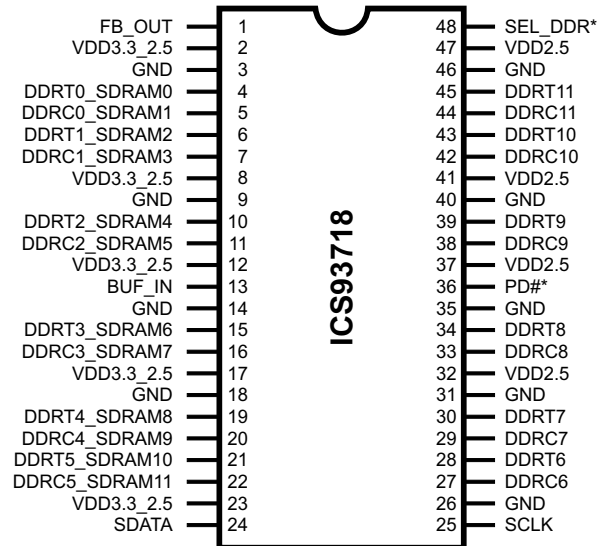 FB_OUT 1 48 SEL_DDR*
VDD3.3_2.5 2 47 VDD2.5
GND 3 46 GND
DDRT0_SDRAM0 4 45 DDRT11
DDRC0_SDRAM1 5 44 DDRC11
DDRT1_SDRAM2 6 43 DDRT10
DDRC1_SDRAM3 7 42 DDRC10
VDD3.3_2.5 8 41 VDD2.5
GND 9 40 GND
DDRT2_SDRAM4 10 39 DDRT9
DDRC2_SDRAM5 11 38 DDRC9
VDD3.3_2.5 12 37 VDD2.5
BUF_IN 13 36 PD#*
GND 14 35 GND
DDRT3_SDRAM6 15 34 DDRT8
DDRC3_SDRAM7 16 33 DDRC8
VDD3.3_2.5 17 32 VDD2.5
GND 18 31 GND
DDRT4_SDRAM8 19 30 DDRT7
DDRC4_SDRAM9 20 29 DDRC7
DDRT5_SDRAM10 21 28 DDRT6
DDRC5_SDRAM11 22 27 DDRC6
VDD3.3_2.5 23 26 GND
SDATA 24 25 SCLK
ICS93718